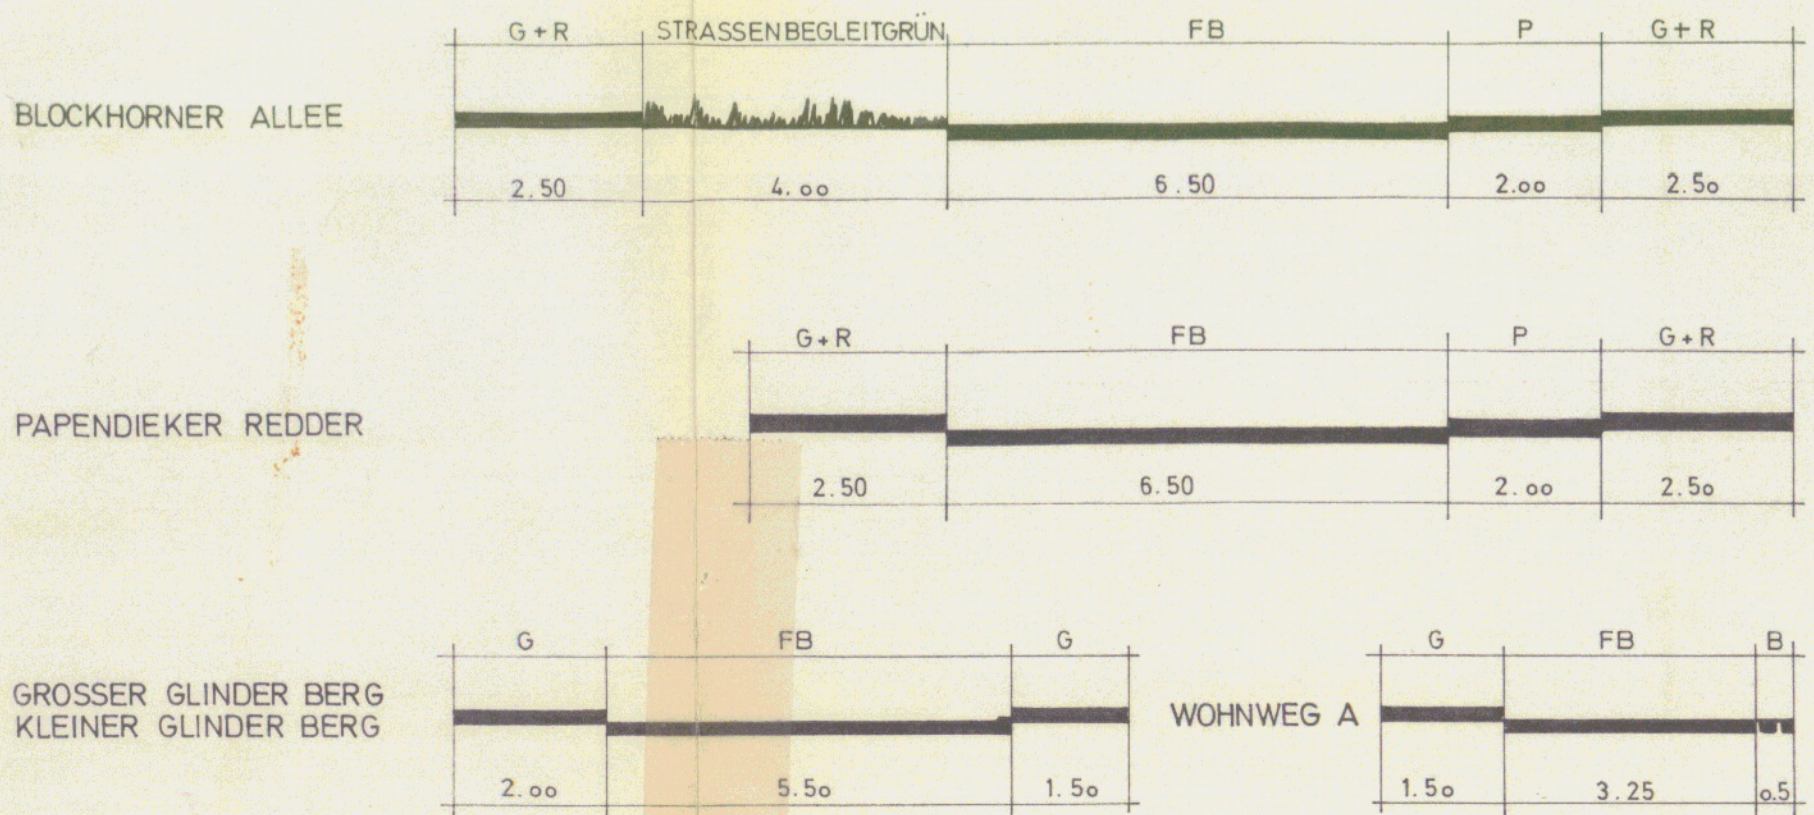 G+R STRASSENBEGLEITGRÜN FB P G+R
BLOCKHORNER ALLEE
2.50 4.00 6.50 2.00 2.50
G+R FB P G+R
PAPENDIEKER REDDER
2.50 6.50 2.00 2.50
G FB G G FB B
GROSSER GLINDER BERG
KLEINER GLINDER BERG
WOHNWEG A
2.00 5.50 1.50 1.50 3.25 0.5